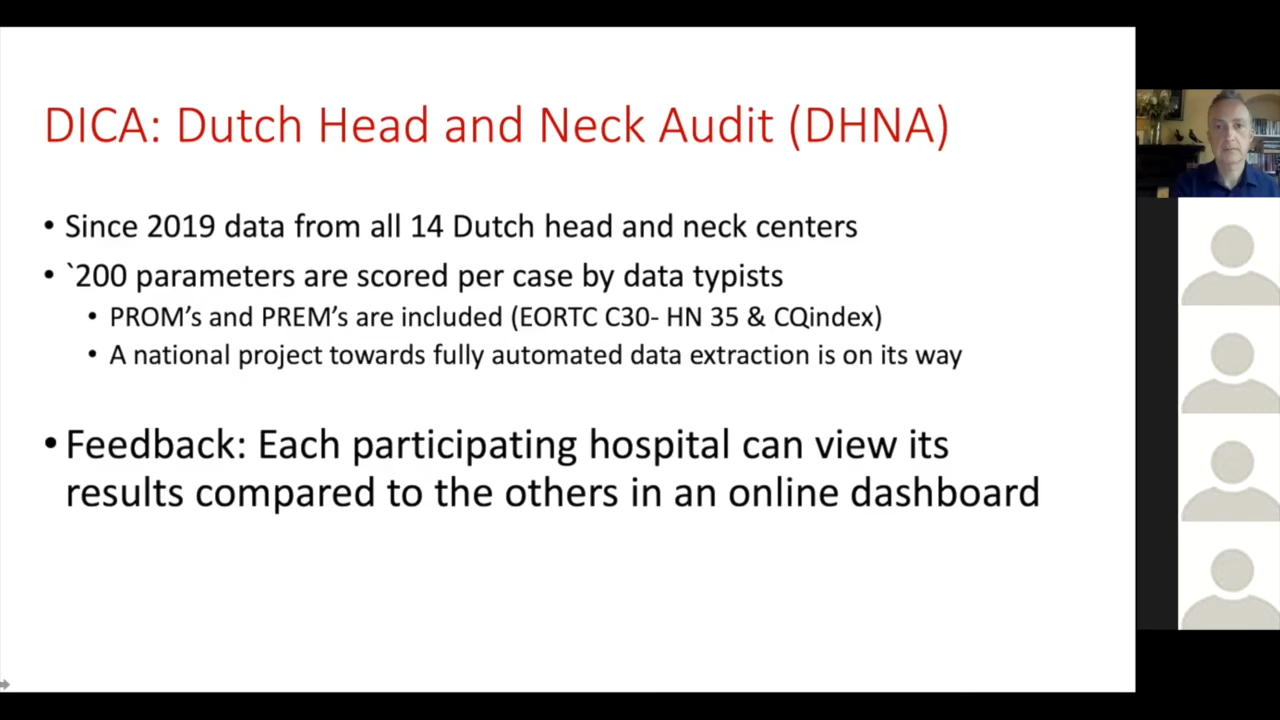 DICA: Dutch Head and Neck Audit (DHNA)
• Since 2019 data from all 14 Dutch head and neck centers
• `200 parameters are scored per case by data typists
• PROM’s and PREM’s are included (EORTC C30- HN 35 & CQindex)
• A national project towards fully automated data extraction is on its way
• Feedback: Each participating hospital can view its
results compared to the others in an online dashboard